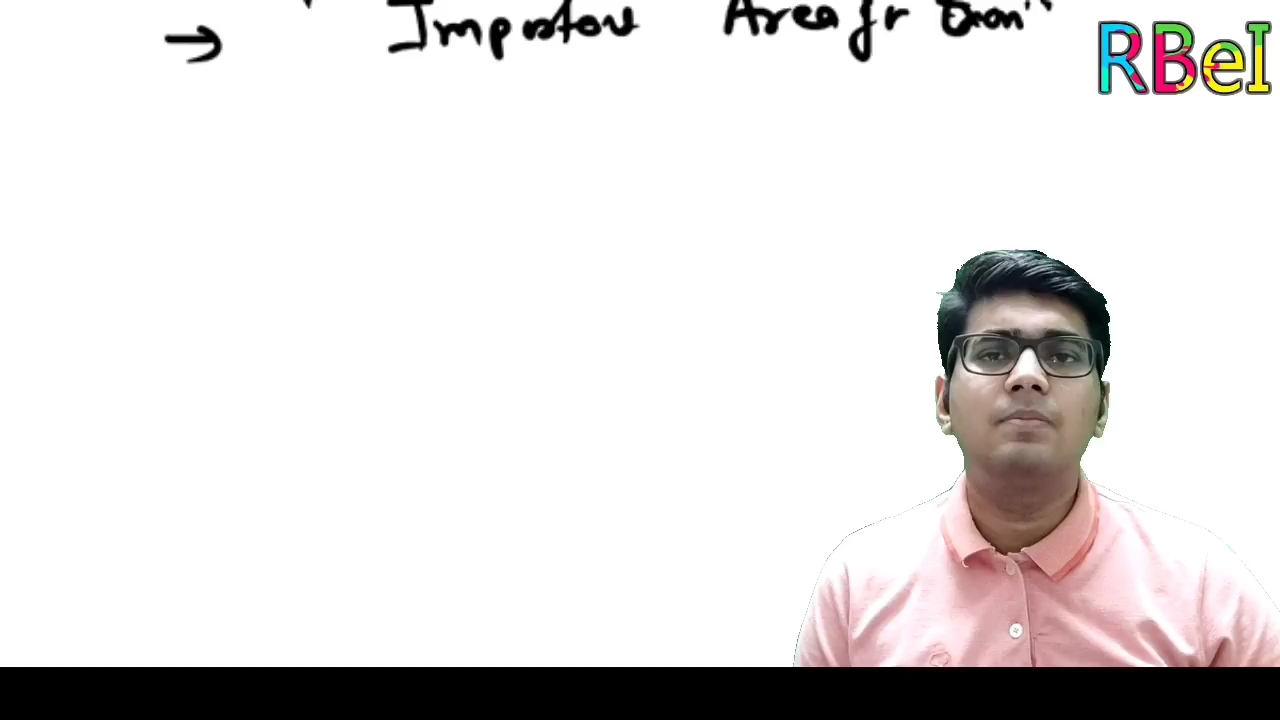 → Important Area for Exam"
RBeI